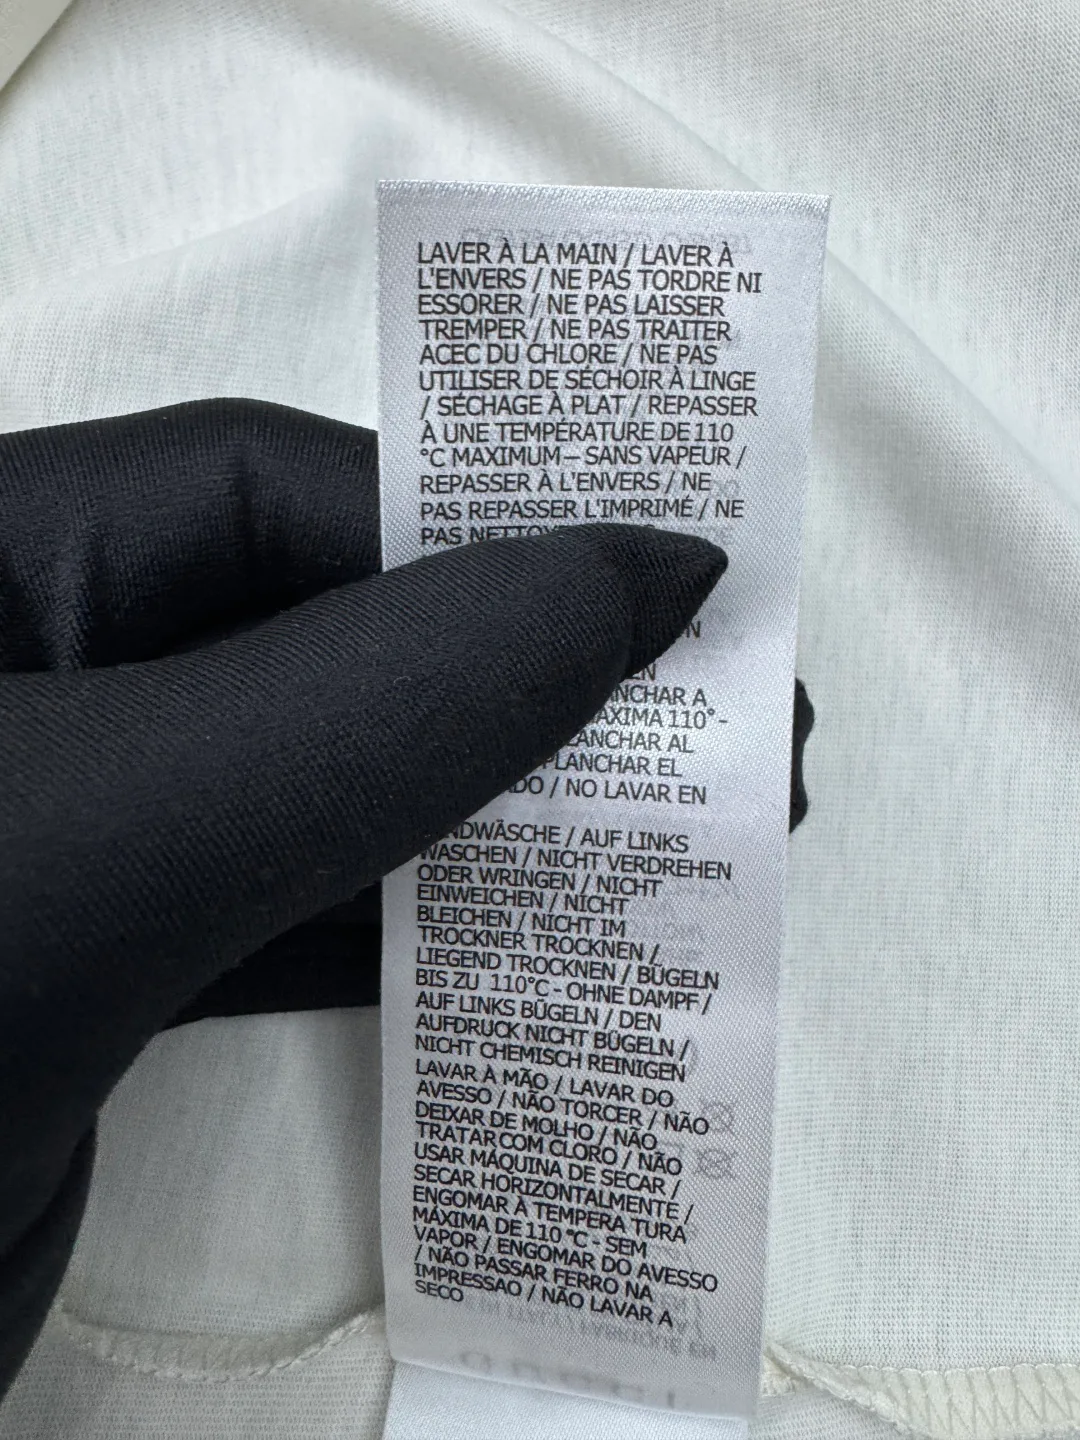 LAVER À LA MAIN / LAVER À
L'ENVERS / NE PAS TORDRE NI
ESSORER / NE PAS LAISSER
TREMPER / NE PAS TRAITER
ACEC DU CHLORE / NE PAS
UTILISER DE SÉCHOIR À LINGE
/ SÉCHAGE À PLAT / REPASSER
À UNE TEMPÉRATURE DE 110
°C MAXIMUM – SANS VAPEUR /
REPASSER À L'ENVERS / NE
PAS REPASSER L'IMPRIMÉ / NE
PAS
110° -
AL
PLANCHAR EL
/ NO LAVAR EN
/ AUF LINKS
WASCHEN / NICHT VERDREHEN
ODER WRINGEN / NICHT
EINWEICHEN / NICHT
BLEICHEN / NICHT IM
TROCKNER TROCKNEN /
LIEGEND TROCKNEN / BÜGELN
BIS ZU 110°C - OHNE DAMPF /
AUF LINKS BÜGELN / DEN
AUFDRUCK NICHT BÜGELN /
NICHT CHEMISCH REINIGEN
LAVAR À MÃO / LAVAR DO
AVESSO / NÃO TORCER / NÃO
DEIXAR DE MOLHO / NÃO
TRATAR COM CLORO / NÃO
USAR MÁQUINA DE SECAR /
SECAR HORIZONTALMENTE /
ENGOMAR À TEMPERA TURA
MÁXIMA DE 110 °C - SEM
VAPOR / ENGOMAR DO AVESSO
/ NÃO PASSAR FERRO NA
IMPRESSAO / NÃO LAVAR A
SECO